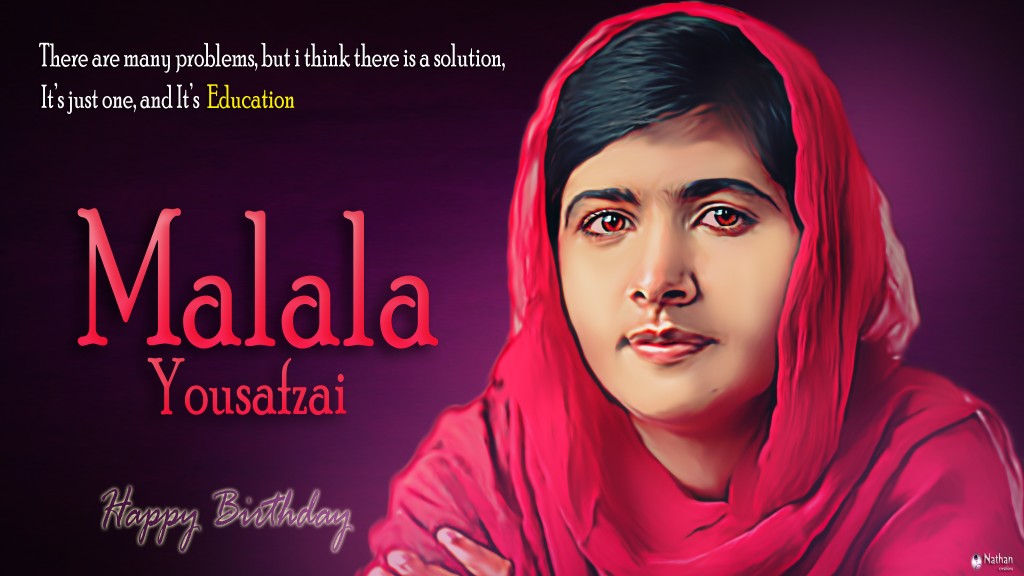 There are many problems, but i think there is a solution,
It's just one, and It's Education
Malala
Yousafzai
Happy Birthday
Nathan
creations